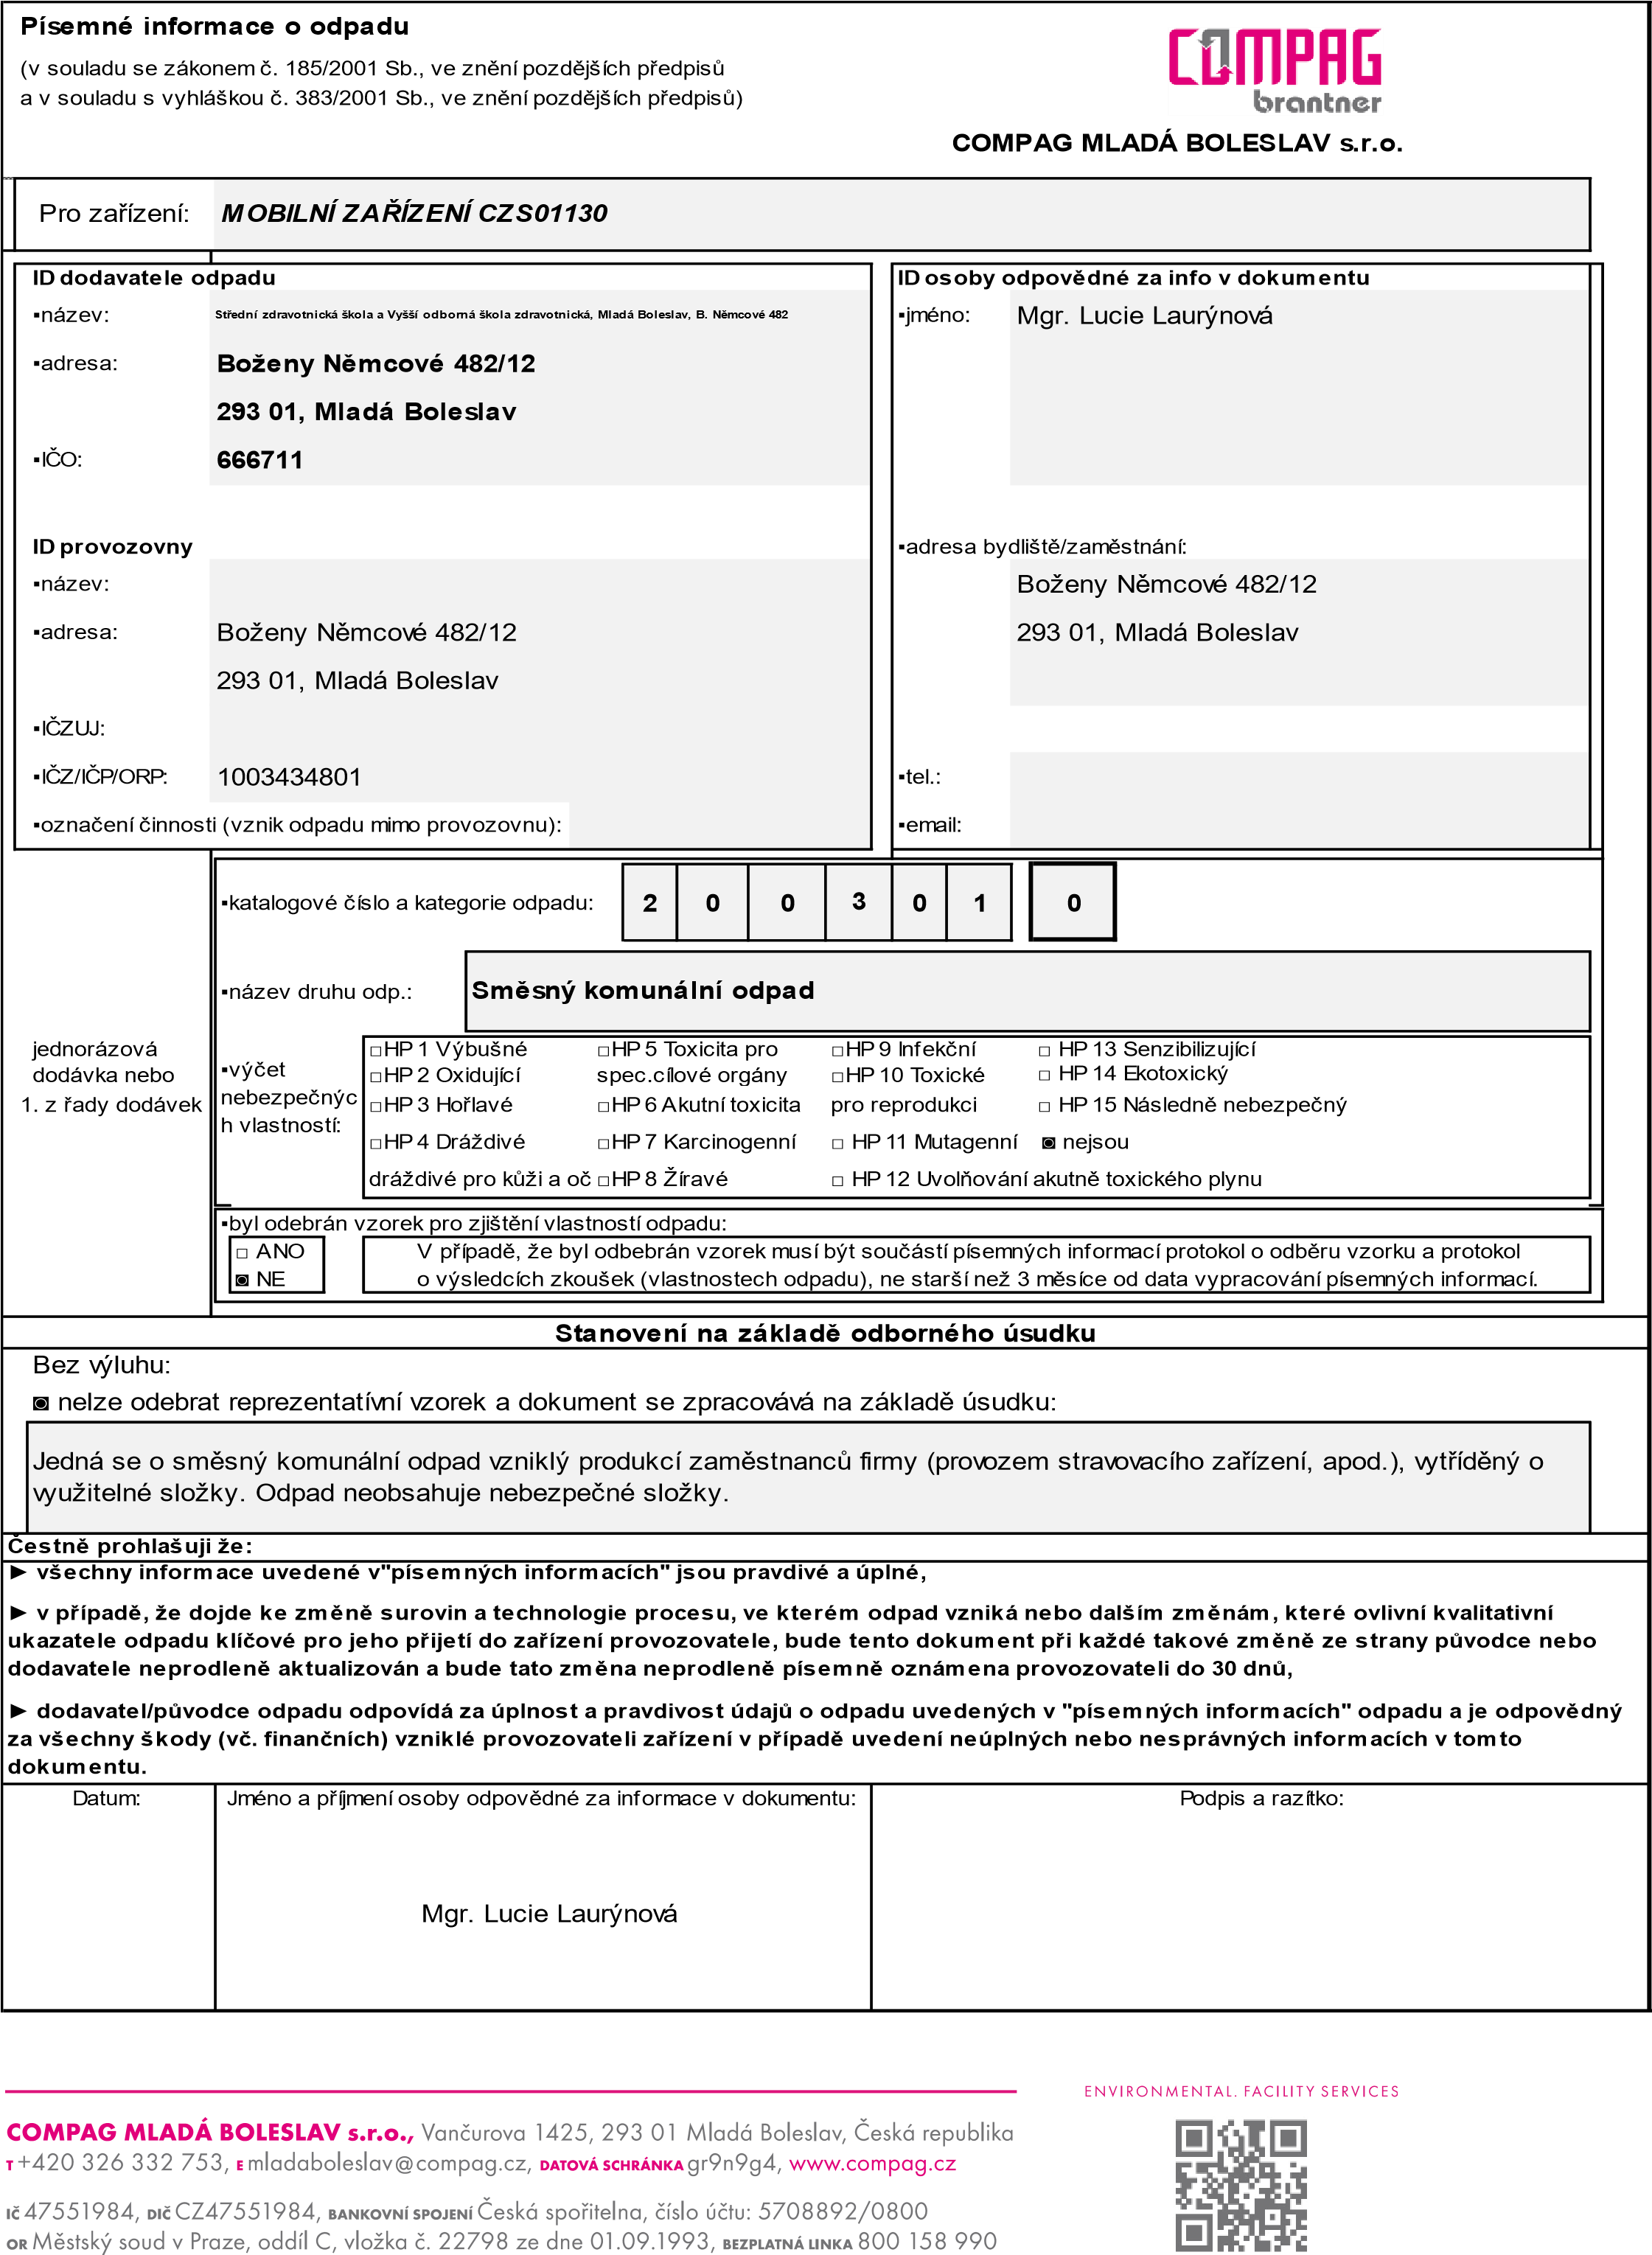 Písemné informace o odpadu
(v souladu se zákonem č. 185/2001 Sb., ve znění pozdějších předpisů
a v souladu s vyhláškou č. 383/2001 Sb., ve znění pozdějších předpisů)
COMPAG
brantner
COMPAG MLADÁ BOLESLAV s.r.o.
Pro zařízení: MOBILNÍ ZAŘÍZENÍ CZS01130
ID dodavatele odpadu
▪název: Střední zdravotnická škola a Vyšší odborná škola zdravotnická, Mladá Boleslav, B. Němcové 482
▪adresa: Boženy Němcové 482/12
293 01, Mladá Boleslav
▪IČO: 666711
ID osoby odpovědné za info v dokumentu
▪jméno: Mgr. Lucie Laurýnová
ID provozovny
▪název:
▪adresa: Boženy Němcové 482/12
293 01, Mladá Boleslav
▪IČZUJ:
▪IČZ/IČP/ORP: 1003434801
▪označení činnosti (vznik odpadu mimo provozovnu):
▪adresa bydliště/zaměstnání:
Boženy Němcové 482/12
293 01, Mladá Boleslav
▪tel.:
▪email:
jednorázová
dodávka nebo
1. z řady dodávek
▪katalogové číslo a kategorie odpadu: 2 0 0 3 0 1 0
▪název druhu odp.: Směsný komunální odpad
▪výčet
nebezpečnýc
h vlastností:
□HP 1 Výbušné
□HP 2 Oxidující
□HP 3 Hořlavé
□HP 4 Dráždivé
dráždivé pro kůži a oč
□HP 5 Toxicita pro
spec.cílové orgány
□HP 6 Akutní toxicita
□HP 7 Karcinogenní
□HP 8 Žíravé
□HP 9 Infekční
□HP 10 Toxické
pro reprodukci
□ HP 11 Mutagenní
□ HP 12 Uvolňování akutně toxického plynu
□ HP 13 Senzibilizující
□ HP 14 Ekotoxický
□ HP 15 Následně nebezpečný
◙ nejsou
▪byl odebrán vzorek pro zjištění vlastností odpadu:
□ ANO
◙ NE
V případě, že byl odbebrán vzorek musí být součástí písemných informací protokol o odběru vzorku a protokol
o výsledcích zkoušek (vlastnostech odpadu), ne starší než 3 měsíce od data vypracování písemných informací.
Stanovení na základě odborného úsudku
Bez výluhu:
◙ nelze odebrat reprezentatívní vzorek a dokument se zpracovává na základě úsudku:
Jedná se o směsný komunální odpad vzniklý produkcí zaměstnanců firmy (provozem stravovacího zařízení, apod.), vytříděný o
využitelné složky. Odpad neobsahuje nebezpečné složky.
Čestně prohlašuji že:
► všechny informace uvedené v"písemných informacích" jsou pravdivé a úplné,
► v případě, že dojde ke změně surovin a technologie procesu, ve kterém odpad vzniká nebo dalším změnám, které ovlivní kvalitativní
ukazatele odpadu klíčové pro jeho přijetí do zařízení provozovatele, bude tento dokument při každé takové změně ze strany původce nebo
dodavatele neprodleně aktualizován a bude tato změna neprodleně písemně oznámena provozovateli do 30 dnů,
► dodavatel/původce odpadu odpovídá za úplnost a pravdivost údajů o odpadu uvedených v "písemných informacích" odpadu a je odpovědný
za všechny škody (vč. finančních) vzniklé provozovateli zařízení v případě uvedení neúplných nebo nesprávných informacích v tomto
dokumentu.
Datum:
Jméno a příjmení osoby odpovědné za informace v dokumentu:
Podpis a razítko:
Mgr. Lucie Laurýnová
ENVIRONMENTAL. FACILITY SERVICES
COMPAG MLADÁ BOLESLAV s.r.o., Vančurova 1425, 293 01 Mladá Boleslav, Česká republika
T +420 326 332 753, E mladaboleslav@compag.cz, DATOVÁ SCHRÁNKA gr9n9g4, www.compag.cz
IČ 47551984, DIČ CZ47551984, BANKOVNÍ SPOJENÍ Česká spořitelna, číslo účtu: 5708892/0800
OR Městský soud v Praze, oddíl C, vložka č. 22798 ze dne 01.09.1993, BEZPLATNÁ LINKA 800 158 990